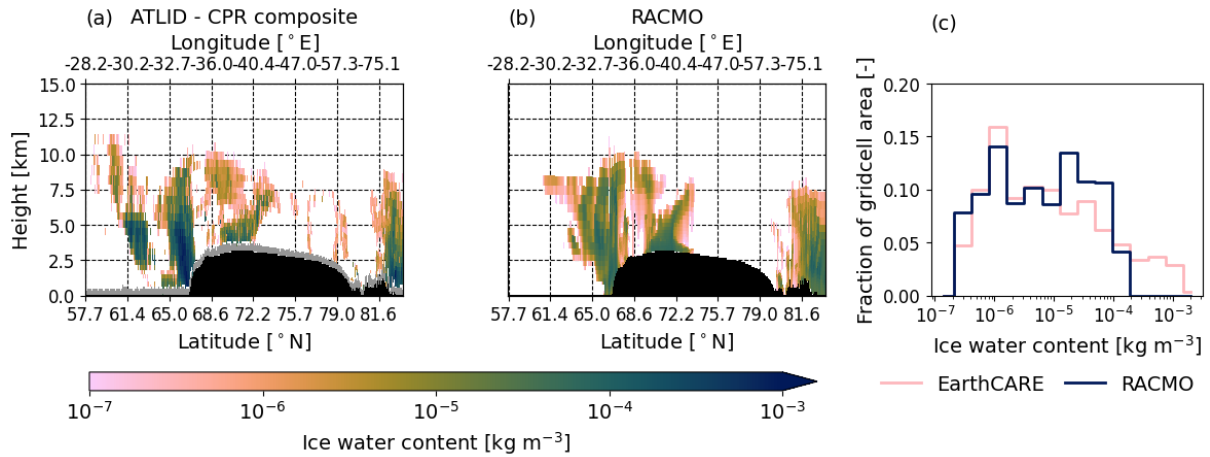 (a) ATLID - CPR composite
Longitude [°E]
-28.2-30.2-32.7-36.0-40.4-47.0-57.3-75.1
Height [km]
15.0
12.5
10.0
7.5
5.0
2.5
0.0
57.7 61.4 65.0 68.6 72.2 75.7 79.0 81.6
Latitude [°N]
(b) RACMO
Longitude [°E]
-28.2-30.2-32.7-36.0-40.4-47.0-57.3-75.1
57.7 61.4 65.0 68.6 72.2 75.7 79.0 81.6
Latitude [°N]
(c)
Fraction of gridcell area [-]
0.20
0.15
0.10
0.05
0.00
10⁻⁷ 10⁻⁶ 10⁻⁵ 10⁻⁴ 10⁻³
Ice water content [kg m⁻³]
EarthCARE RACMO
10⁻⁷ 10⁻⁶ 10⁻⁵ 10⁻⁴ 10⁻³
Ice water content [kg m⁻³]